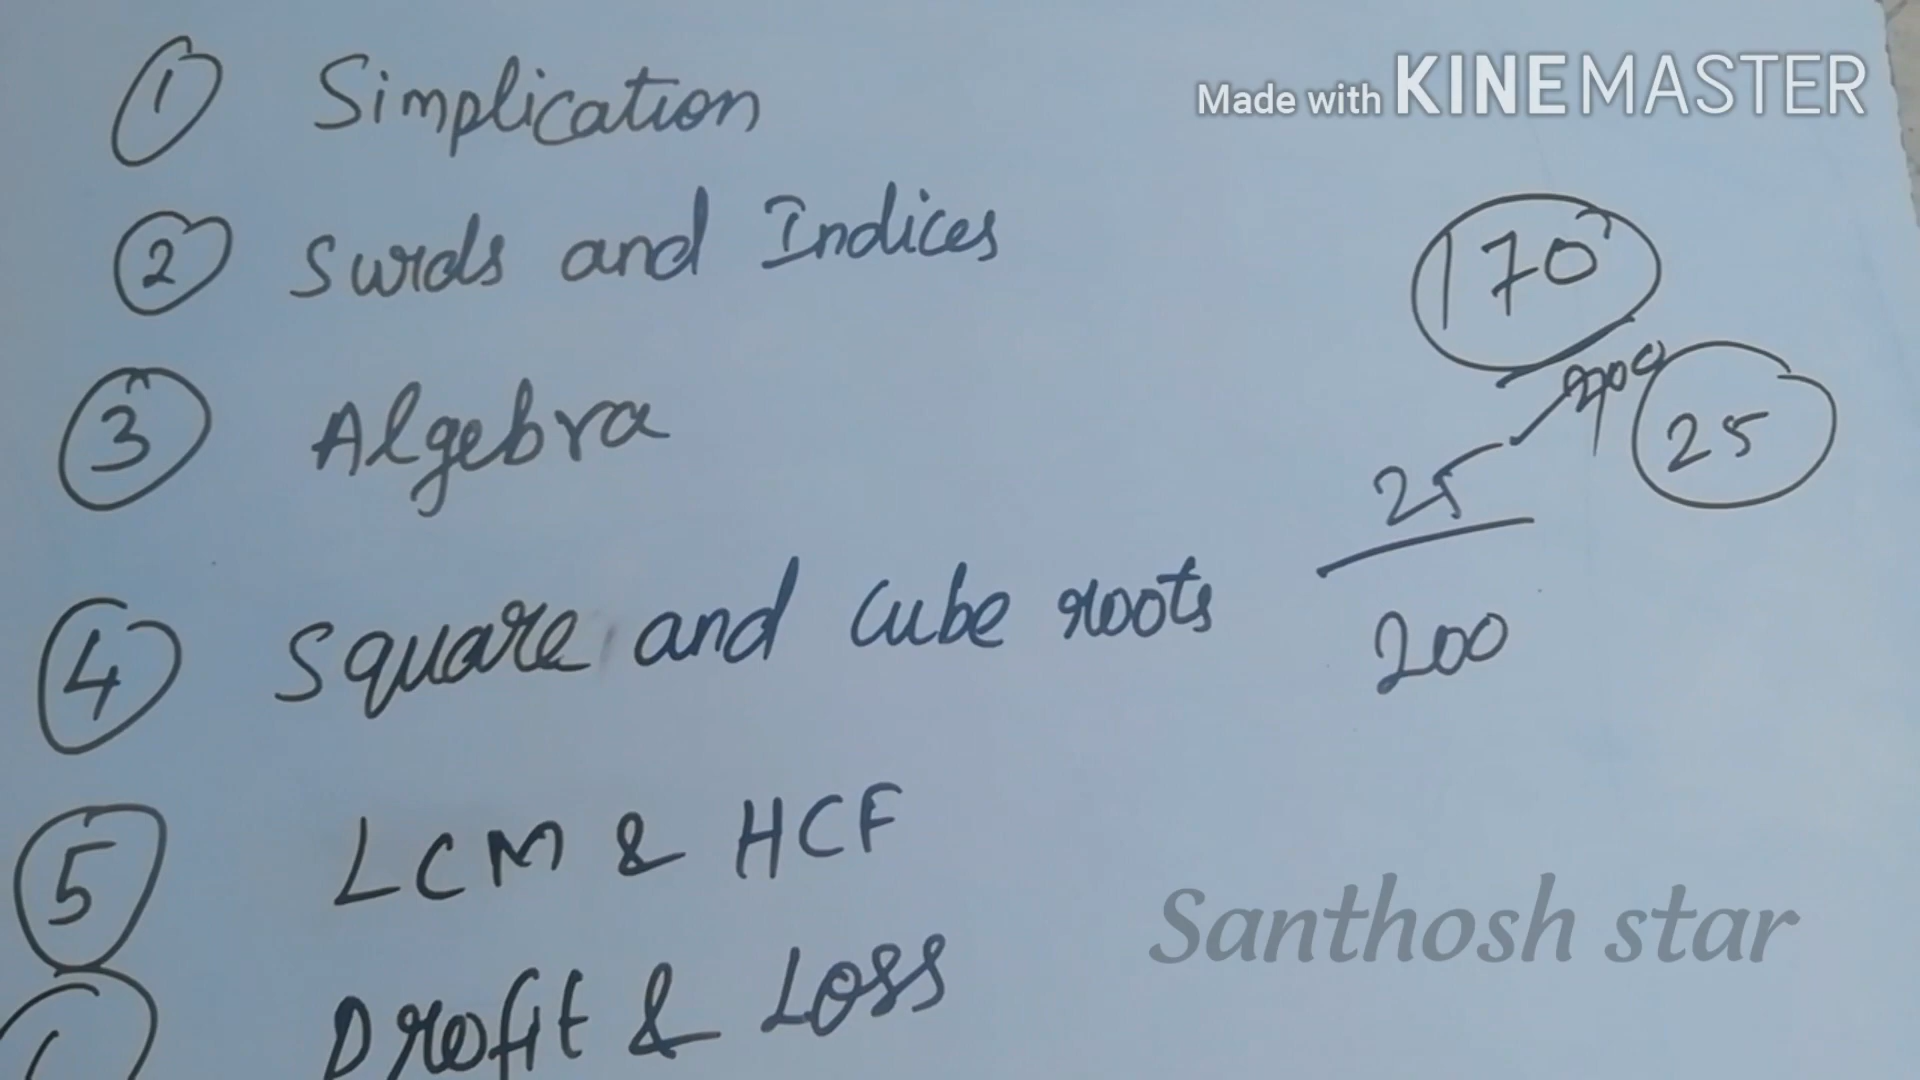 Made with KINEMASTER
① Simplication
② Surds and Indices
170
③ Algebra
25
25
④ Square and Cube roots
200
⑤ LCM & HCF
Santhosh star
Profit & Loss